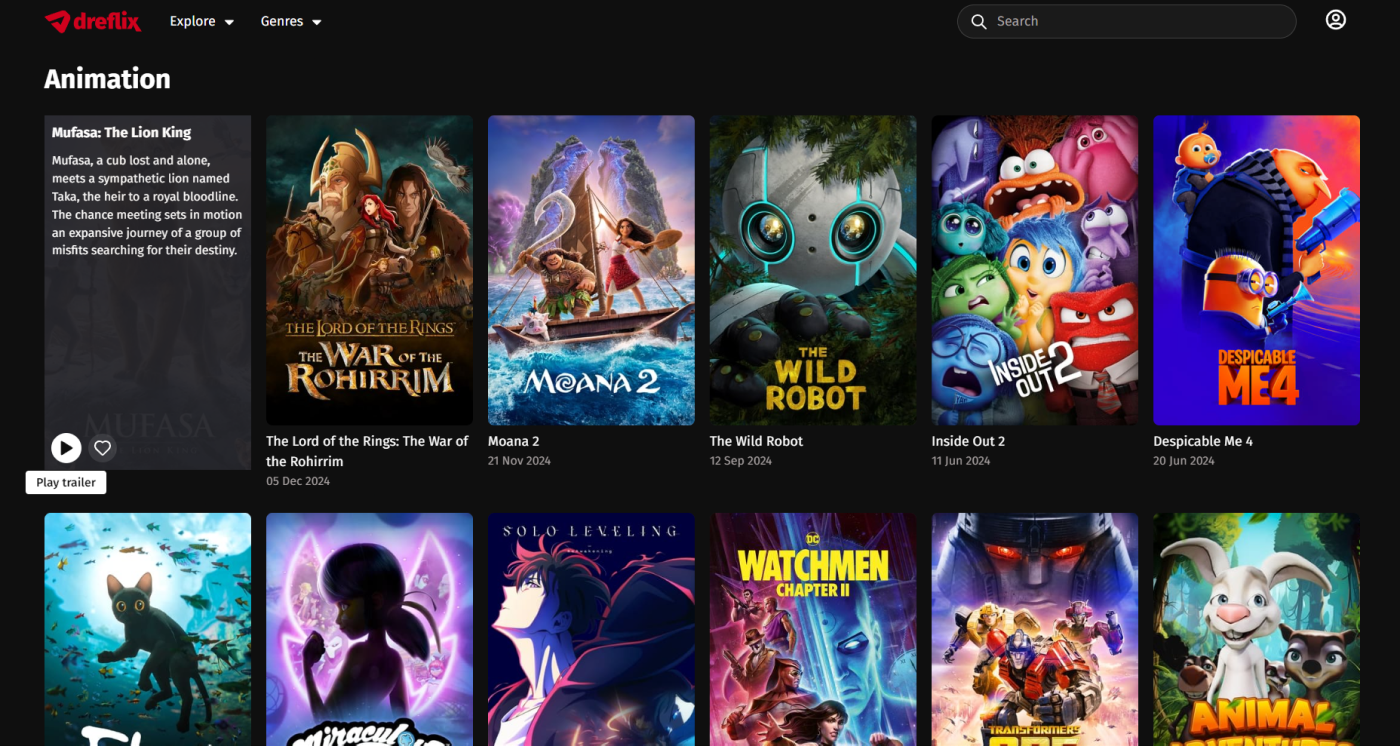 dreflix
Explore
Genres
Search
Animation
Mufasa: The Lion King
Mufasa, a cub lost and alone,
meets a sympathetic lion named
Taka, the heir to a royal bloodline.
The chance meeting sets in motion
an expansive journey of a group of
misfits searching for their destiny.
MUFASA
THE LION KING
Play trailer
THE LORD OF THE RINGS
THE WAR OF THE
ROHIRRIM
The Lord of the Rings: The War of
the Rohirrim
05 Dec 2024
MOANA 2
Moana 2
21 Nov 2024
THE
WILD
ROBOT
The Wild Robot
12 Sep 2024
INSIDE
OUT 2
Inside Out 2
11 Jun 2024
DESPICABLE
ME 4
Despicable Me 4
20 Jun 2024
SOLO LEVELING
DC
WATCHMEN
CHAPTER II
TRANSFORMERS
ANIMAL